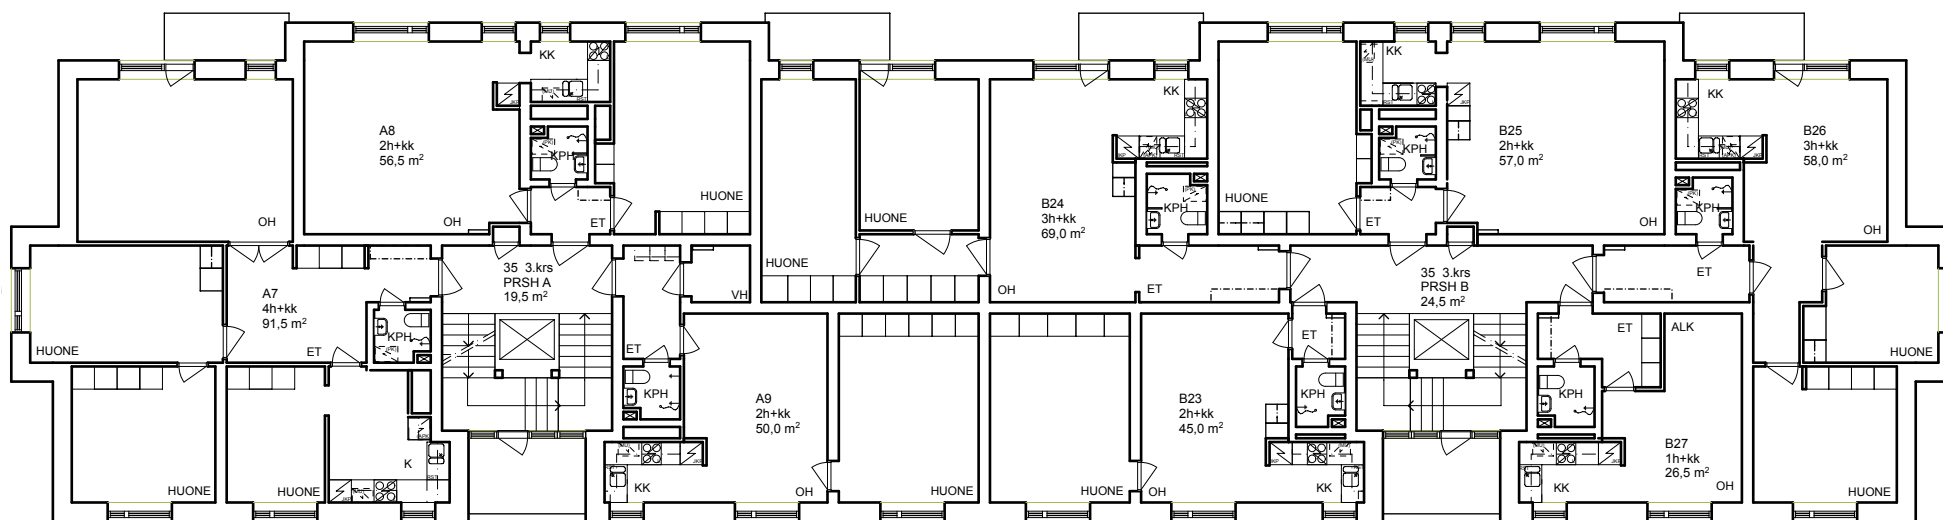 KK
A8
2h+kk
56,5 m²
KPH
HUONE
OH
ET
OH
A7
4h+kk
91,5 m²
HUONE
ET
KPH
HUONE
HUONE
K
35 3.krs
PRSH A
19,5 m²
VH
ET
KPH
A9
2h+kk
50,0 m²
KK
OH
HUONE
HUONE
HUONE
KK
B24
3h+kk
69,0 m²
KPH
OH
ET
HUONE
B23
2h+kk
45,0 m²
ET
KPH
OH
KK
KK
B25
2h+kk
57,0 m²
KPH
HUONE
ET
OH
35 3.krs
PRSH B
24,5 m²
KK
B26
3h+kk
58,0 m²
KPH
OH
ET
HUONE
ET
ALK
KPH
B27
1h+kk
26,5 m²
KK
OH
HUONE